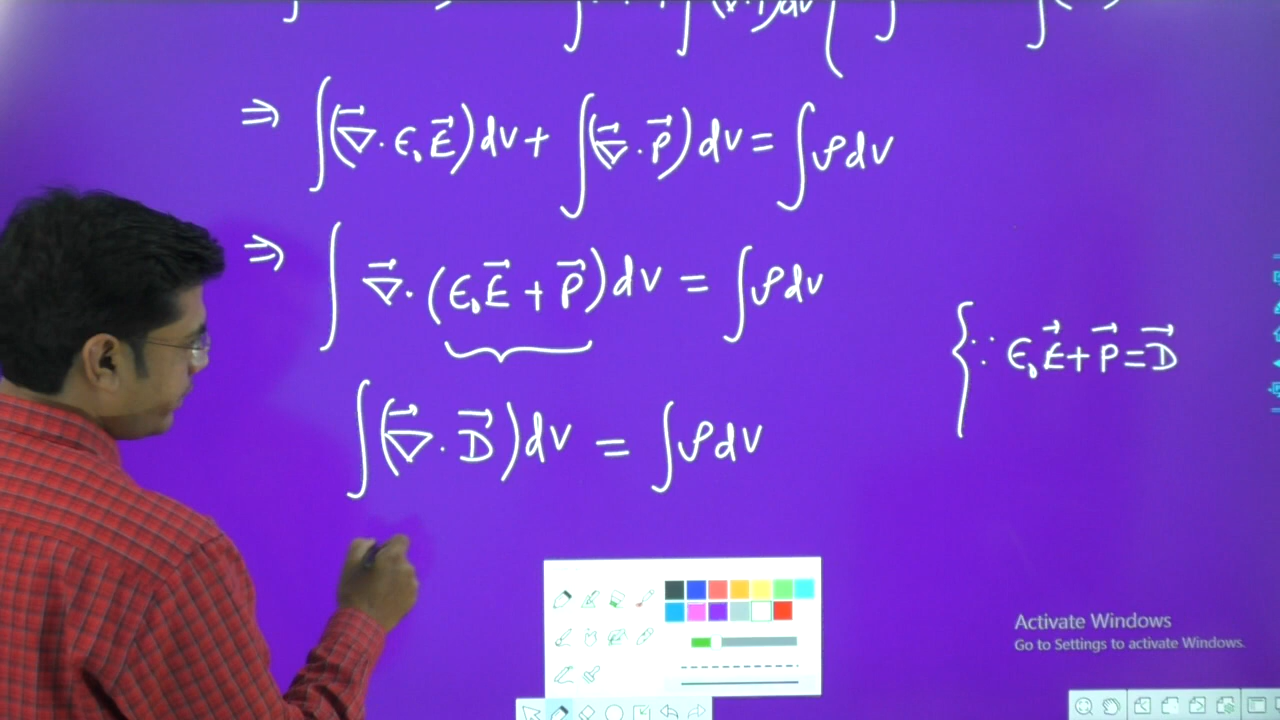 ⇒ ∫(∇⃗ · ϵ₀E⃗) dv + ∫(∇⃗ · P⃗) dv = ∫ρdv
⇒ ∫ ∇⃗ · (ϵ₀E⃗ + P⃗) dv = ∫ρdv
{ ∵ ϵ₀E⃗ + P⃗ = D⃗
∫(∇⃗ · D⃗) dv = ∫ρdv
Activate Windows
Go to Settings to activate Windows.